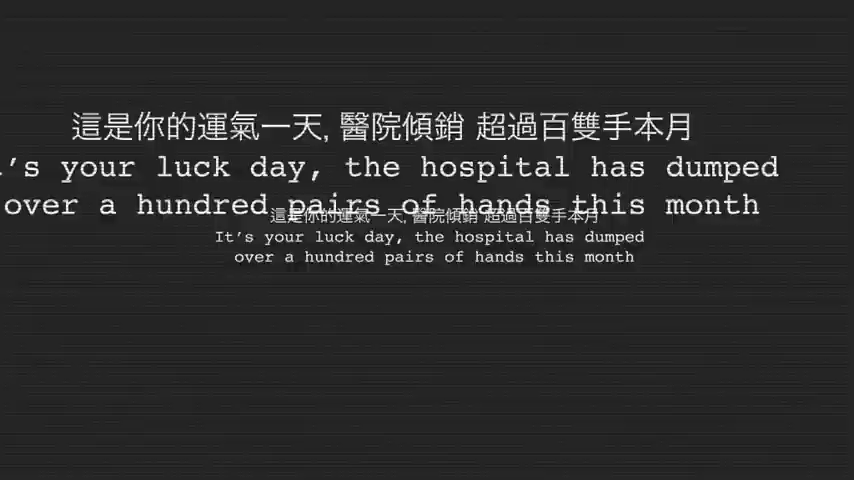 這是你的運氣一天, 醫院傾銷 超過百雙手本月
’s your luck day, the hospital has dumped
over a hundred pairs of hands this month
這是你的運氣一天, 醫院傾銷 超過百雙手本月
It’s your luck day, the hospital has dumped
over a hundred pairs of hands this month